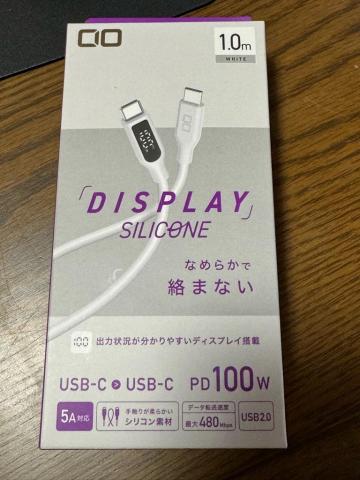 CIO
1.0m
WHITE
「DISPLAY」
SILICONE
なめらかで
絡まない
100 出力状況が分かりやすいディスプレイ搭載
USB-C USB-C PD100W
5A対応
手触りが柔らかい
シリコン素材
データ転送速度
最大480Mbps
USB2.0